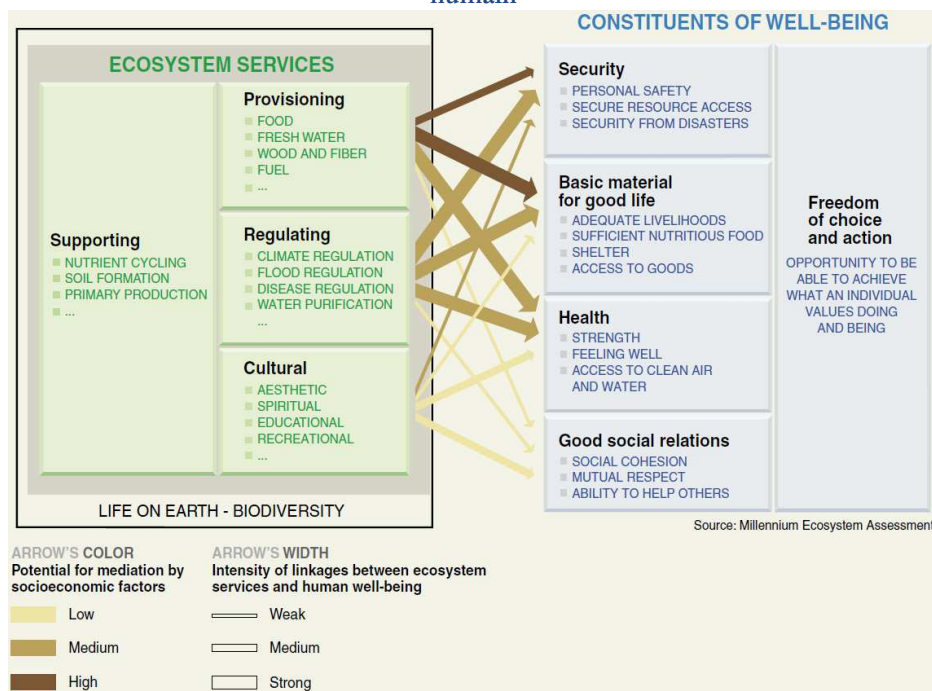 humain
CONSTITUENTS OF WELL-BEING
ECOSYSTEM SERVICES
Supporting
NUTRIENT CYCLING
SOIL FORMATION
PRIMARY PRODUCTION
...
Provisioning
FOOD
FRESH WATER
WOOD AND FIBER
FUEL
...
Regulating
CLIMATE REGULATION
FLOOD REGULATION
DISEASE REGULATION
WATER PURIFICATION
...
Cultural
AESTHETIC
SPIRITUAL
EDUCATIONAL
RECREATIONAL
...
LIFE ON EARTH - BIODIVERSITY
Security
PERSONAL SAFETY
SECURE RESOURCE ACCESS
SECURITY FROM DISASTERS
Basic material
for good life
ADEQUATE LIVELIHOODS
SUFFICIENT NUTRITIOUS FOOD
SHELTER
ACCESS TO GOODS
Health
STRENGTH
FEELING WELL
ACCESS TO CLEAN AIR
AND WATER
Good social relations
SOCIAL COHESION
MUTUAL RESPECT
ABILITY TO HELP OTHERS
Freedom
of choice
and action
OPPORTUNITY TO BE
ABLE TO ACHIEVE
WHAT AN INDIVIDUAL
VALUES DOING
AND BEING
Source: Millennium Ecosystem Assessment
ARROW'S COLOR
Potential for mediation by
socioeconomic factors
Low
Medium
High
ARROW'S WIDTH
Intensity of linkages between ecosystem
services and human well-being
Weak
Medium
Strong